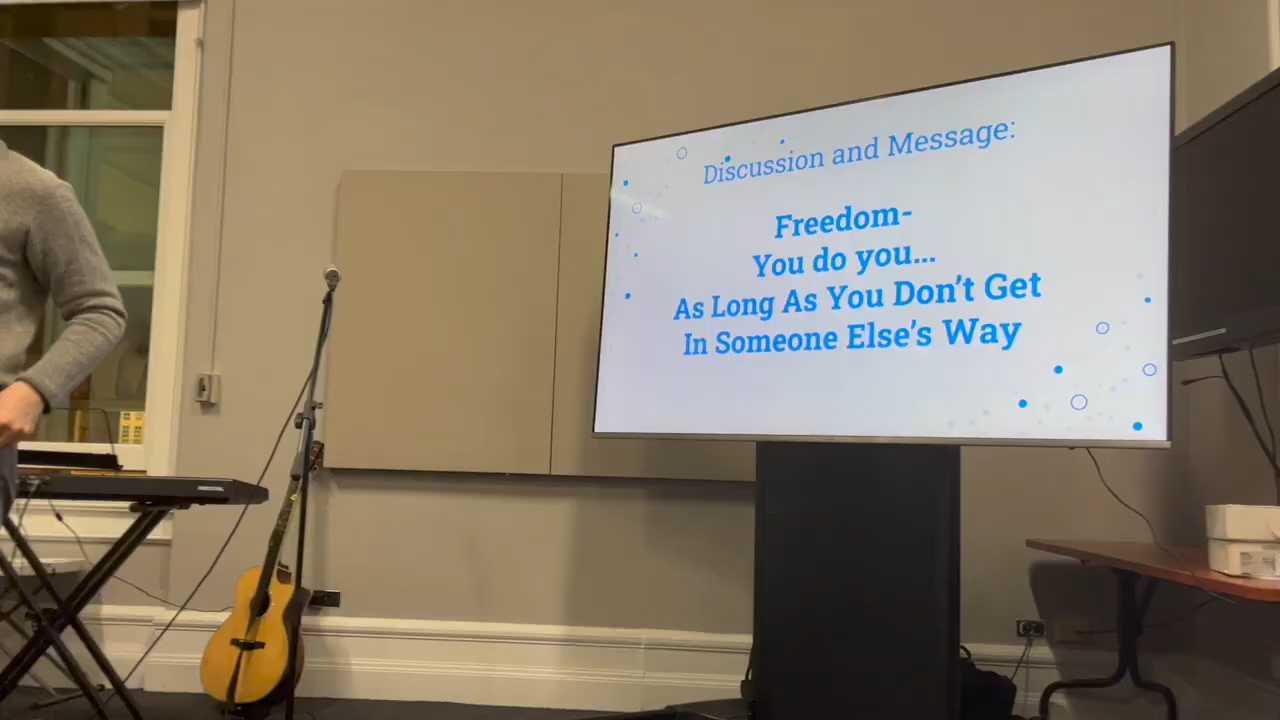 Discussion and Message:
Freedom-
You do you...
As Long As You Don't Get
In Someone Else's Way